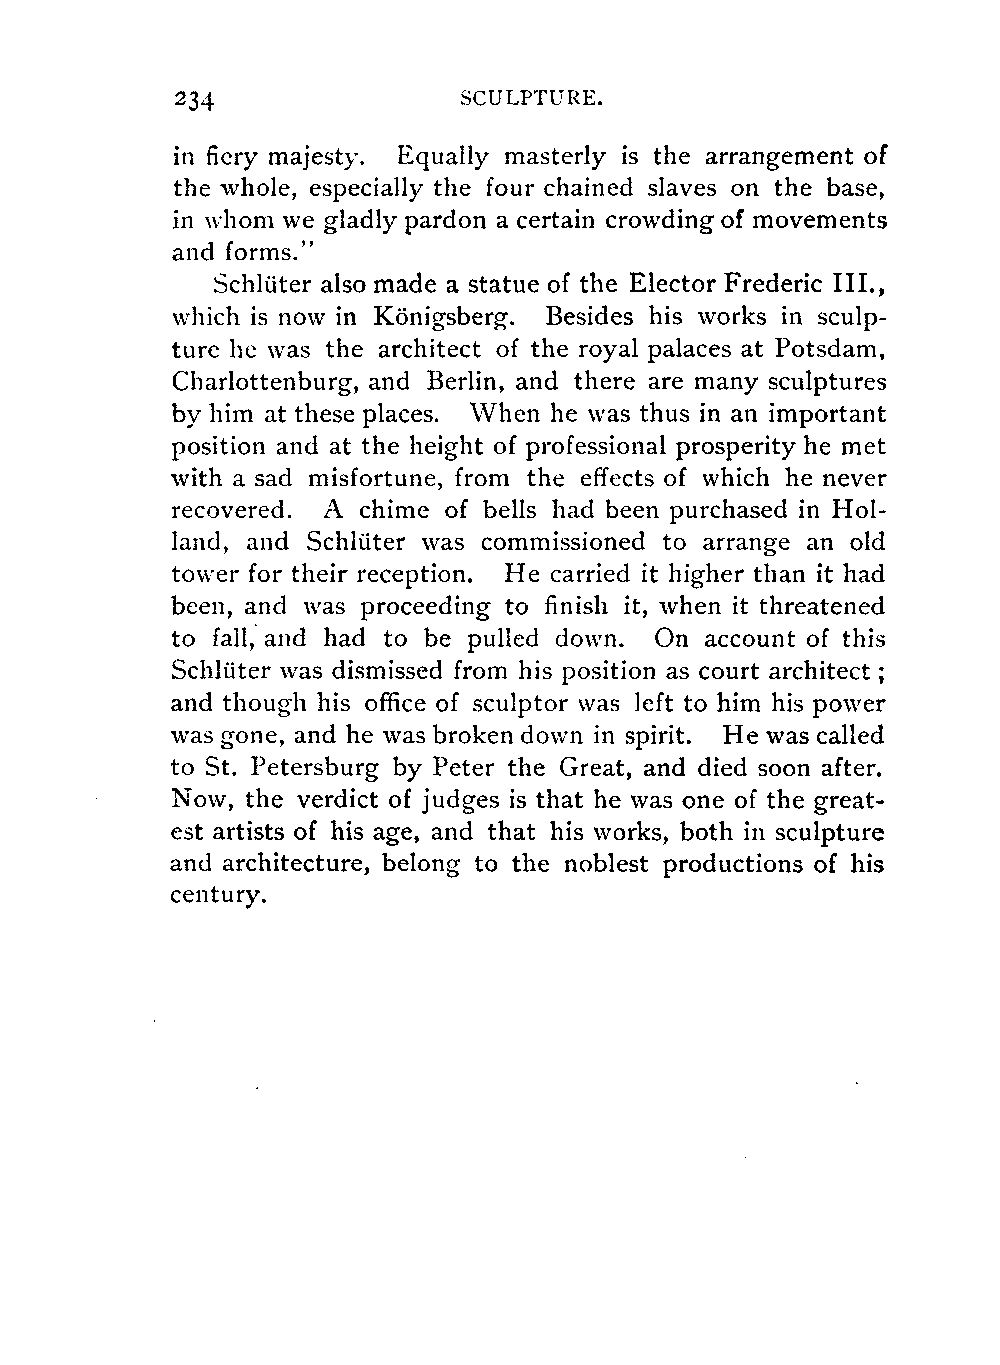 234 SCULPTURE.
in fiery majesty. Equally masterly is the arrangement of
the whole, especially the four chained slaves on the base,
in whom we gladly pardon a certain crowding of movements
and forms."
Schlüter also made a statue of the Elector Frederic III.,
which is now in Königsberg. Besides his works in sculp-
ture he was the architect of the royal palaces at Potsdam,
Charlottenburg, and Berlin, and there are many sculptures
by him at these places. When he was thus in an important
position and at the height of professional prosperity he met
with a sad misfortune, from the effects of which he never
recovered. A chime of bells had been purchased in Hol-
land, and Schlüter was commissioned to arrange an old
tower for their reception. He carried it higher than it had
been, and was proceeding to finish it, when it threatened
to fall, and had to be pulled down. On account of this
Schlüter was dismissed from his position as court architect;
and though his office of sculptor was left to him his power
was gone, and he was broken down in spirit. He was called
to St. Petersburg by Peter the Great, and died soon after.
Now, the verdict of judges is that he was one of the great-
est artists of his age, and that his works, both in sculpture
and architecture, belong to the noblest productions of his
century.